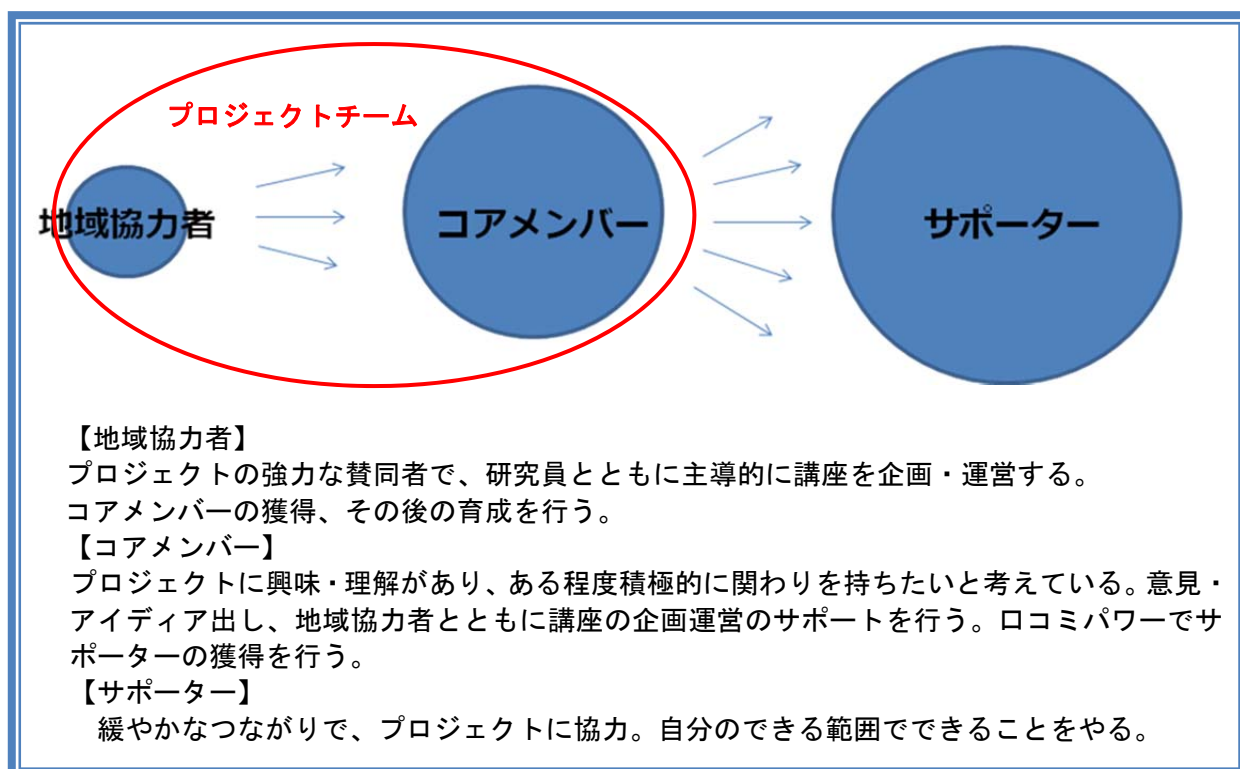 プロジェクトチーム
地域協力者
コアメンバー
サポーター
【地域協力者】
プロジェクトの強力な賛同者で、研究員とともに主導的に講座を企画・運営する。
コアメンバーの獲得、その後の育成を行う。
【コアメンバー】
プロジェクトに興味・理解があり、ある程度積極的に関わりを持ちたいと考えている。意見・
アイディア出し、地域協力者とともに講座の企画運営のサポートを行う。口コミパワーでサ
ポーターの獲得を行う。
【サポーター】
緩やかなつながりで、プロジェクトに協力。自分のできる範囲でできることをやる。